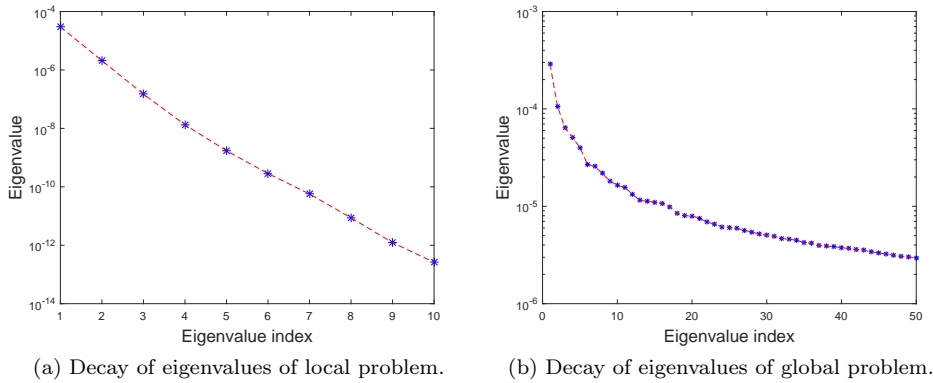 10^-4
10^-6
10^-8
10^-10
10^-12
10^-14
Eigenvalue
1 2 3 4 5 6 7 8 9 10
Eigenvalue index
(a) Decay of eigenvalues of local problem.
10^-3
10^-4
10^-5
10^-6
Eigenvalue
0 10 20 30 40 50
Eigenvalue index
(b) Decay of eigenvalues of global problem.